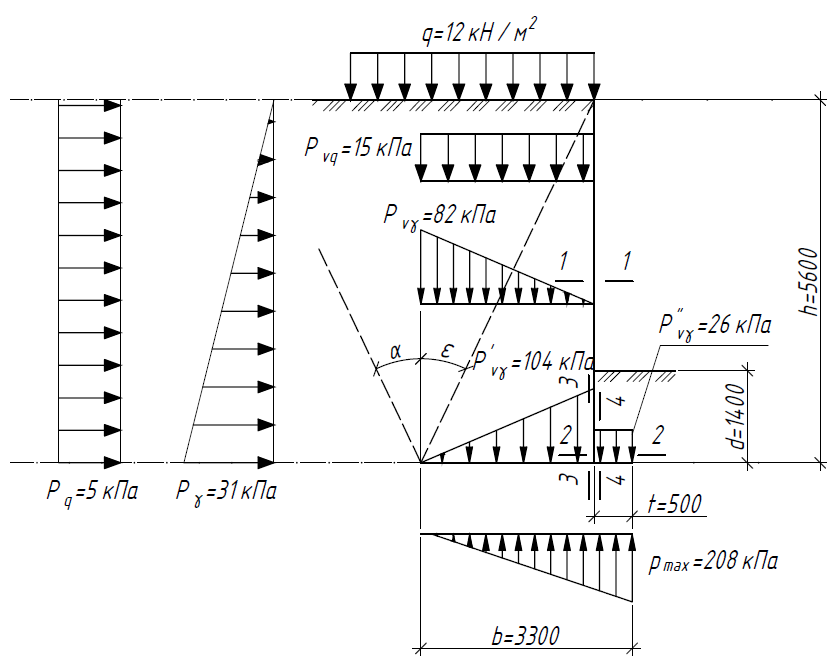 q=12 кН / м²
P vq =15 кПа
P vɣ =82 кПа
1 1
P'' vɣ =26 кПа
h=5600
α ε P' vɣ =104 кПа
3 4
d=1400
2 2
P q =5 кПа P ɣ =31 кПа
3 4
t=500
p max =208 кПа
b=3300